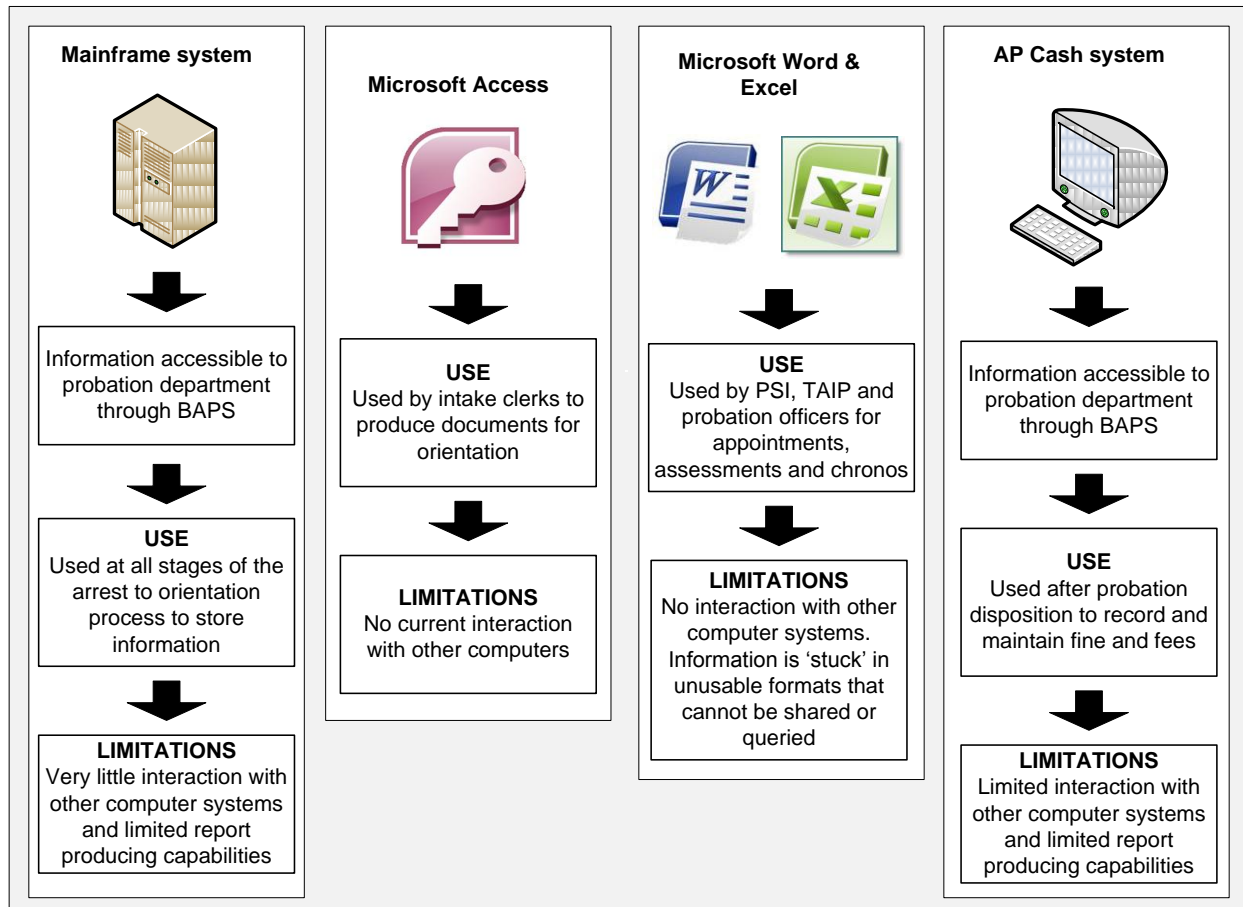 Mainframe system
Information accessible to
probation department
through BAPS
USE
Used at all stages of the
arrest to orientation
process to store
information
LIMITATIONS
Very little interaction with
other computer systems
and limited report
producing capabilities
Microsoft Access
USE
Used by intake clerks to
produce documents for
orientation
LIMITATIONS
No current interaction
with other computers
Microsoft Word &
Excel
W
X
USE
Used by PSI, TAIP and
probation officers for
appointments,
assessments and chronos
LIMITATIONS
No interaction with other
computer systems.
Information is ‘stuck’ in
unusable formats that
cannot be shared or
queried
AP Cash system
Information accessible to
probation department
through BAPS
USE
Used after probation
disposition to record and
maintain fine and fees
LIMITATIONS
Limited interaction with
other computer systems
and limited report
producing capabilities